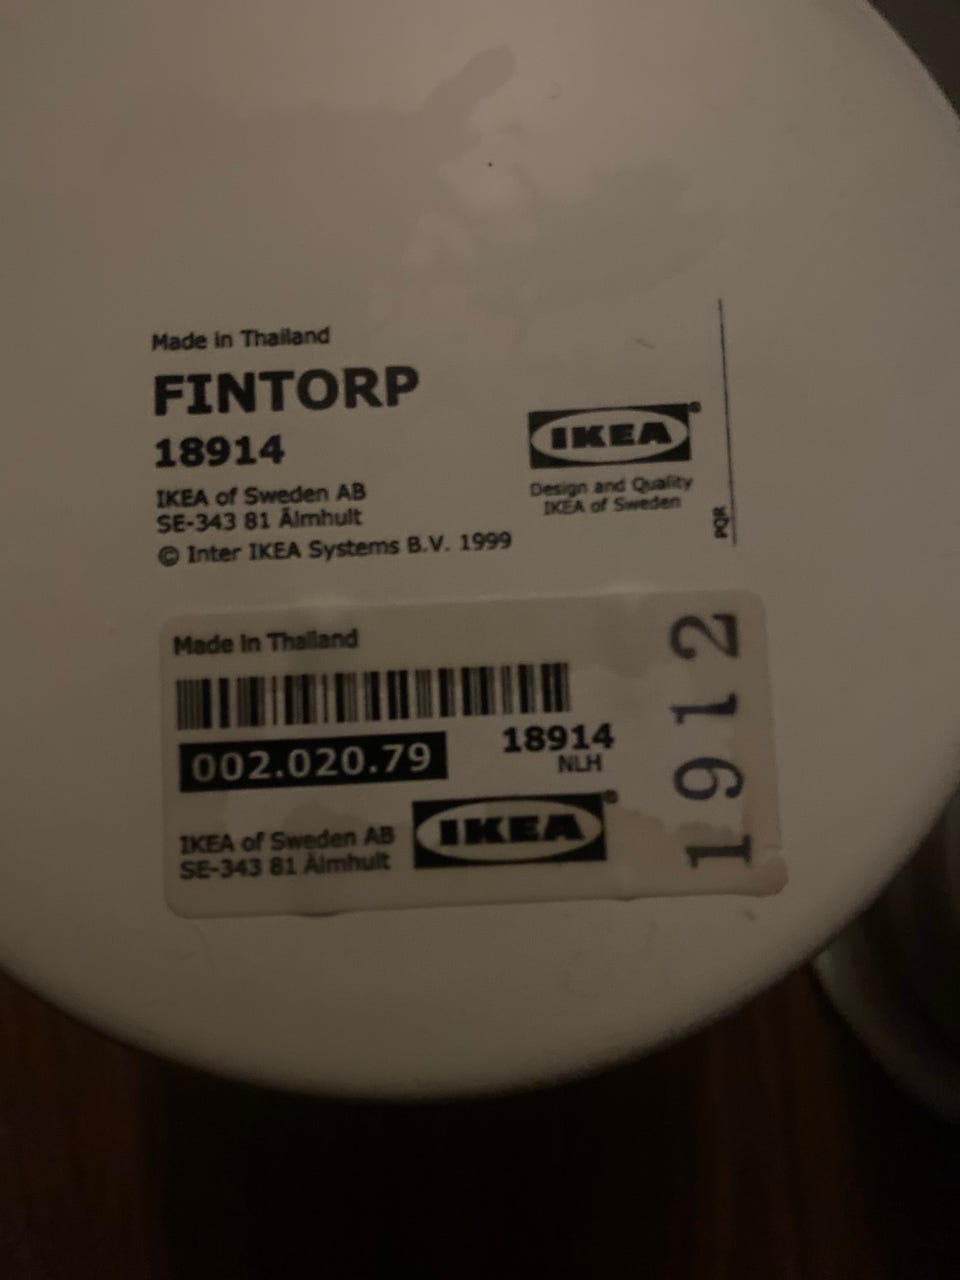 Made in Thailand
FINTORP
18914
IKEA of Sweden AB
SE-343 81 Älmhult
© Inter IKEA Systems B.V. 1999
IKEA®
Design and Quality
IKEA of Sweden
PQR
Made in Thailand
002.020.79
18914
NLH
IKEA of Sweden AB
SE-343 81 Älmhult
IKEA®
1912